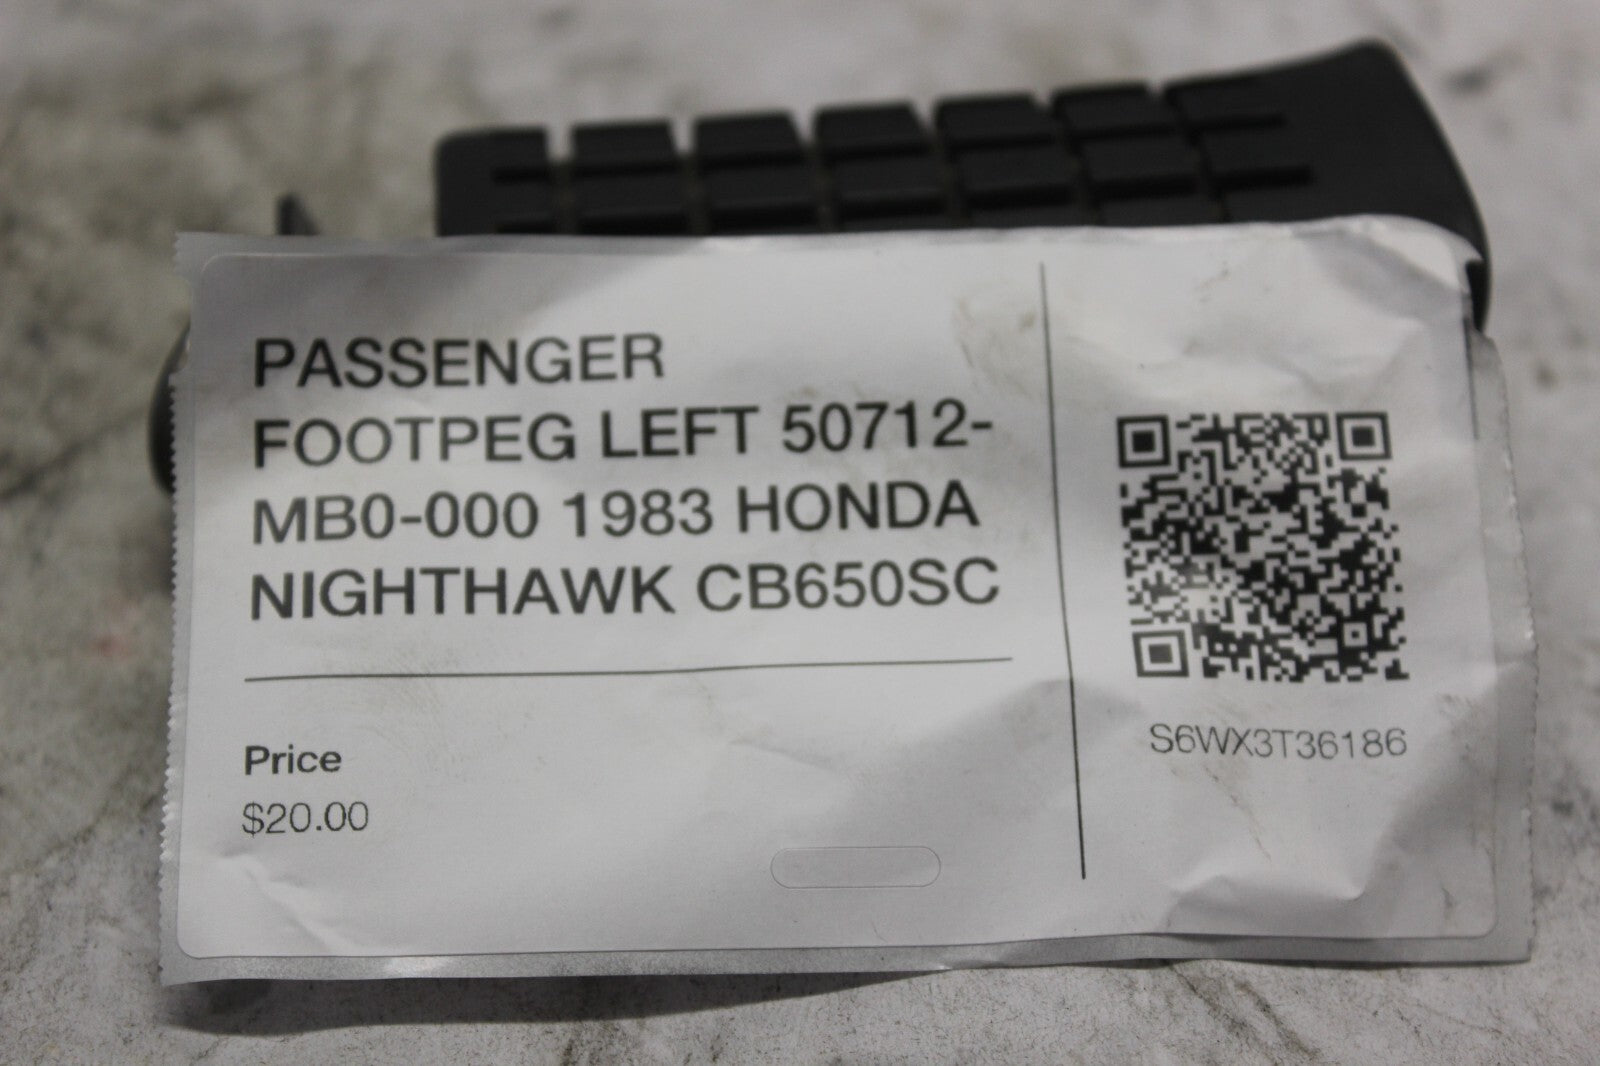 PASSENGER
FOOTPEG LEFT 50712-
MB0-000 1983 HONDA
NIGHTHAWK CB650SC
Price
$20.00
S6WX3T36186